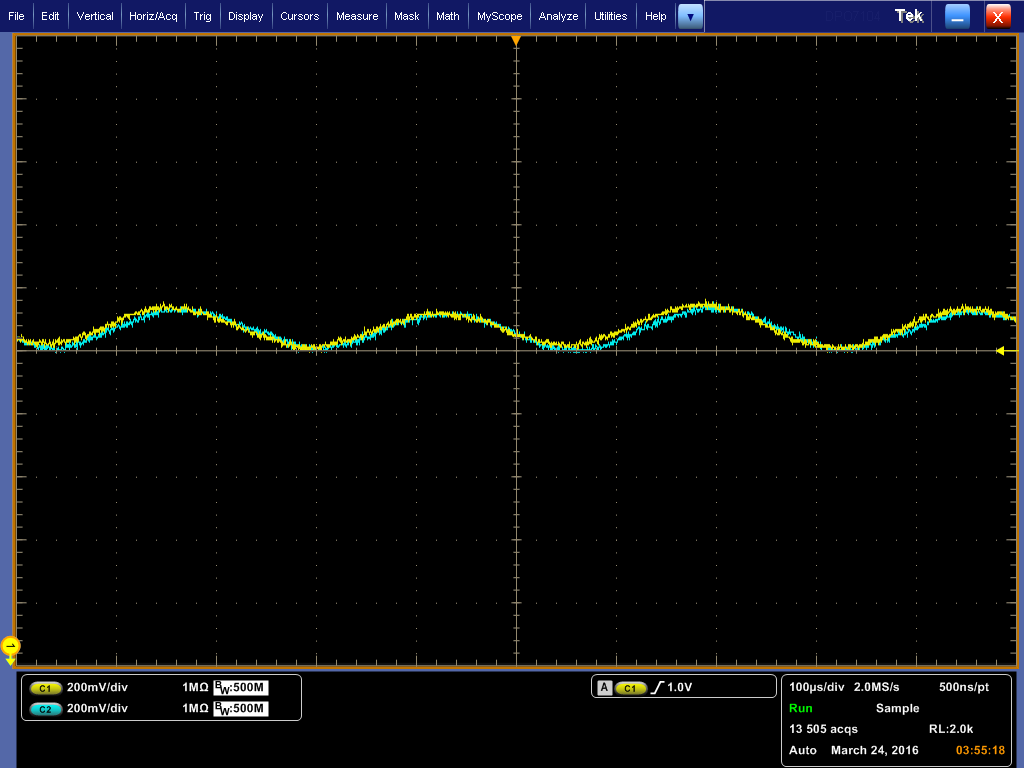 File Edit Vertical Horiz/Acq Trig Display Cursors Measure Mask Math MyScope Analyze Utilities Help Tek X
C1 200mV/div 1MΩ BW:500M
C2 200mV/div 1MΩ BW:500M
A C1 1.0V
100µs/div 2.0MS/s 500ns/pt
Run Sample
13 505 acqs RL:2.0k
Auto March 24, 2016 03:55:18